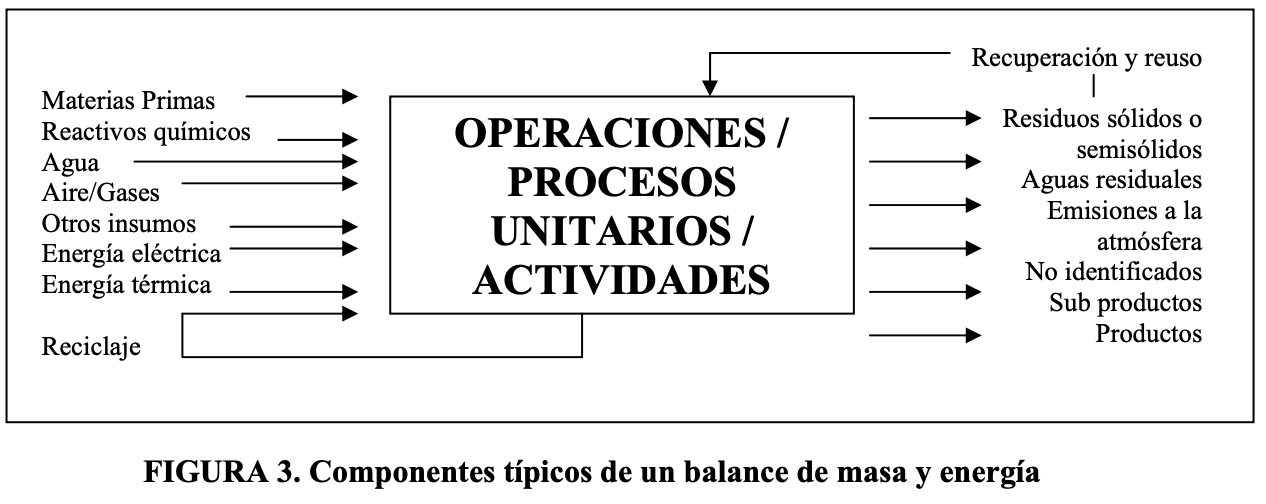 Recuperación y reuso
Materias Primas
Reactivos químicos
Agua
Aire/Gases
Otros insumos
Energía eléctrica
Energía térmica
Reciclaje
OPERACIONES /
PROCESOS
UNITARIOS /
ACTIVIDADES
Residuos sólidos o
semisólidos
Aguas residuales
Emisiones a la
atmósfera
No identificados
Sub productos
Productos
FIGURA 3. Componentes típicos de un balance de masa y energía